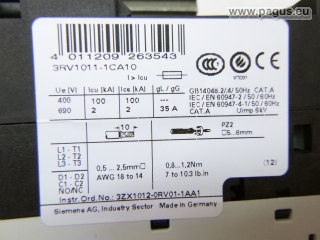 www.pagus.eu
4 011209 263543
3RV1011-1CA10
I > Icu
CCC
Ue [V] Icu [kA] Ics [kA] gL / gG
400 100 100 ---
690 2 2 35 A
GB14048.2/4/ 50Hz CAT.A
IEC / EN 60947-2/ 50 / 60Hz CAT.A
IEC / EN 60947-4-1/ 50 / 60Hz
Uimp 6kV
10
PZ2
5...6mm
L1 - T1
L2 - T2
L3 - T3
0,5 ... 2,5mm
0,8...1,2Nm
(12)
D1 - D2
C1 - C2
NO/NC
AWG 18 to 14
7 to 10.3 lb.in
Instr.Ord.No.: 3ZX1012-0RV01-1AA1
Siemens AG, Industry Sector Made in Germany